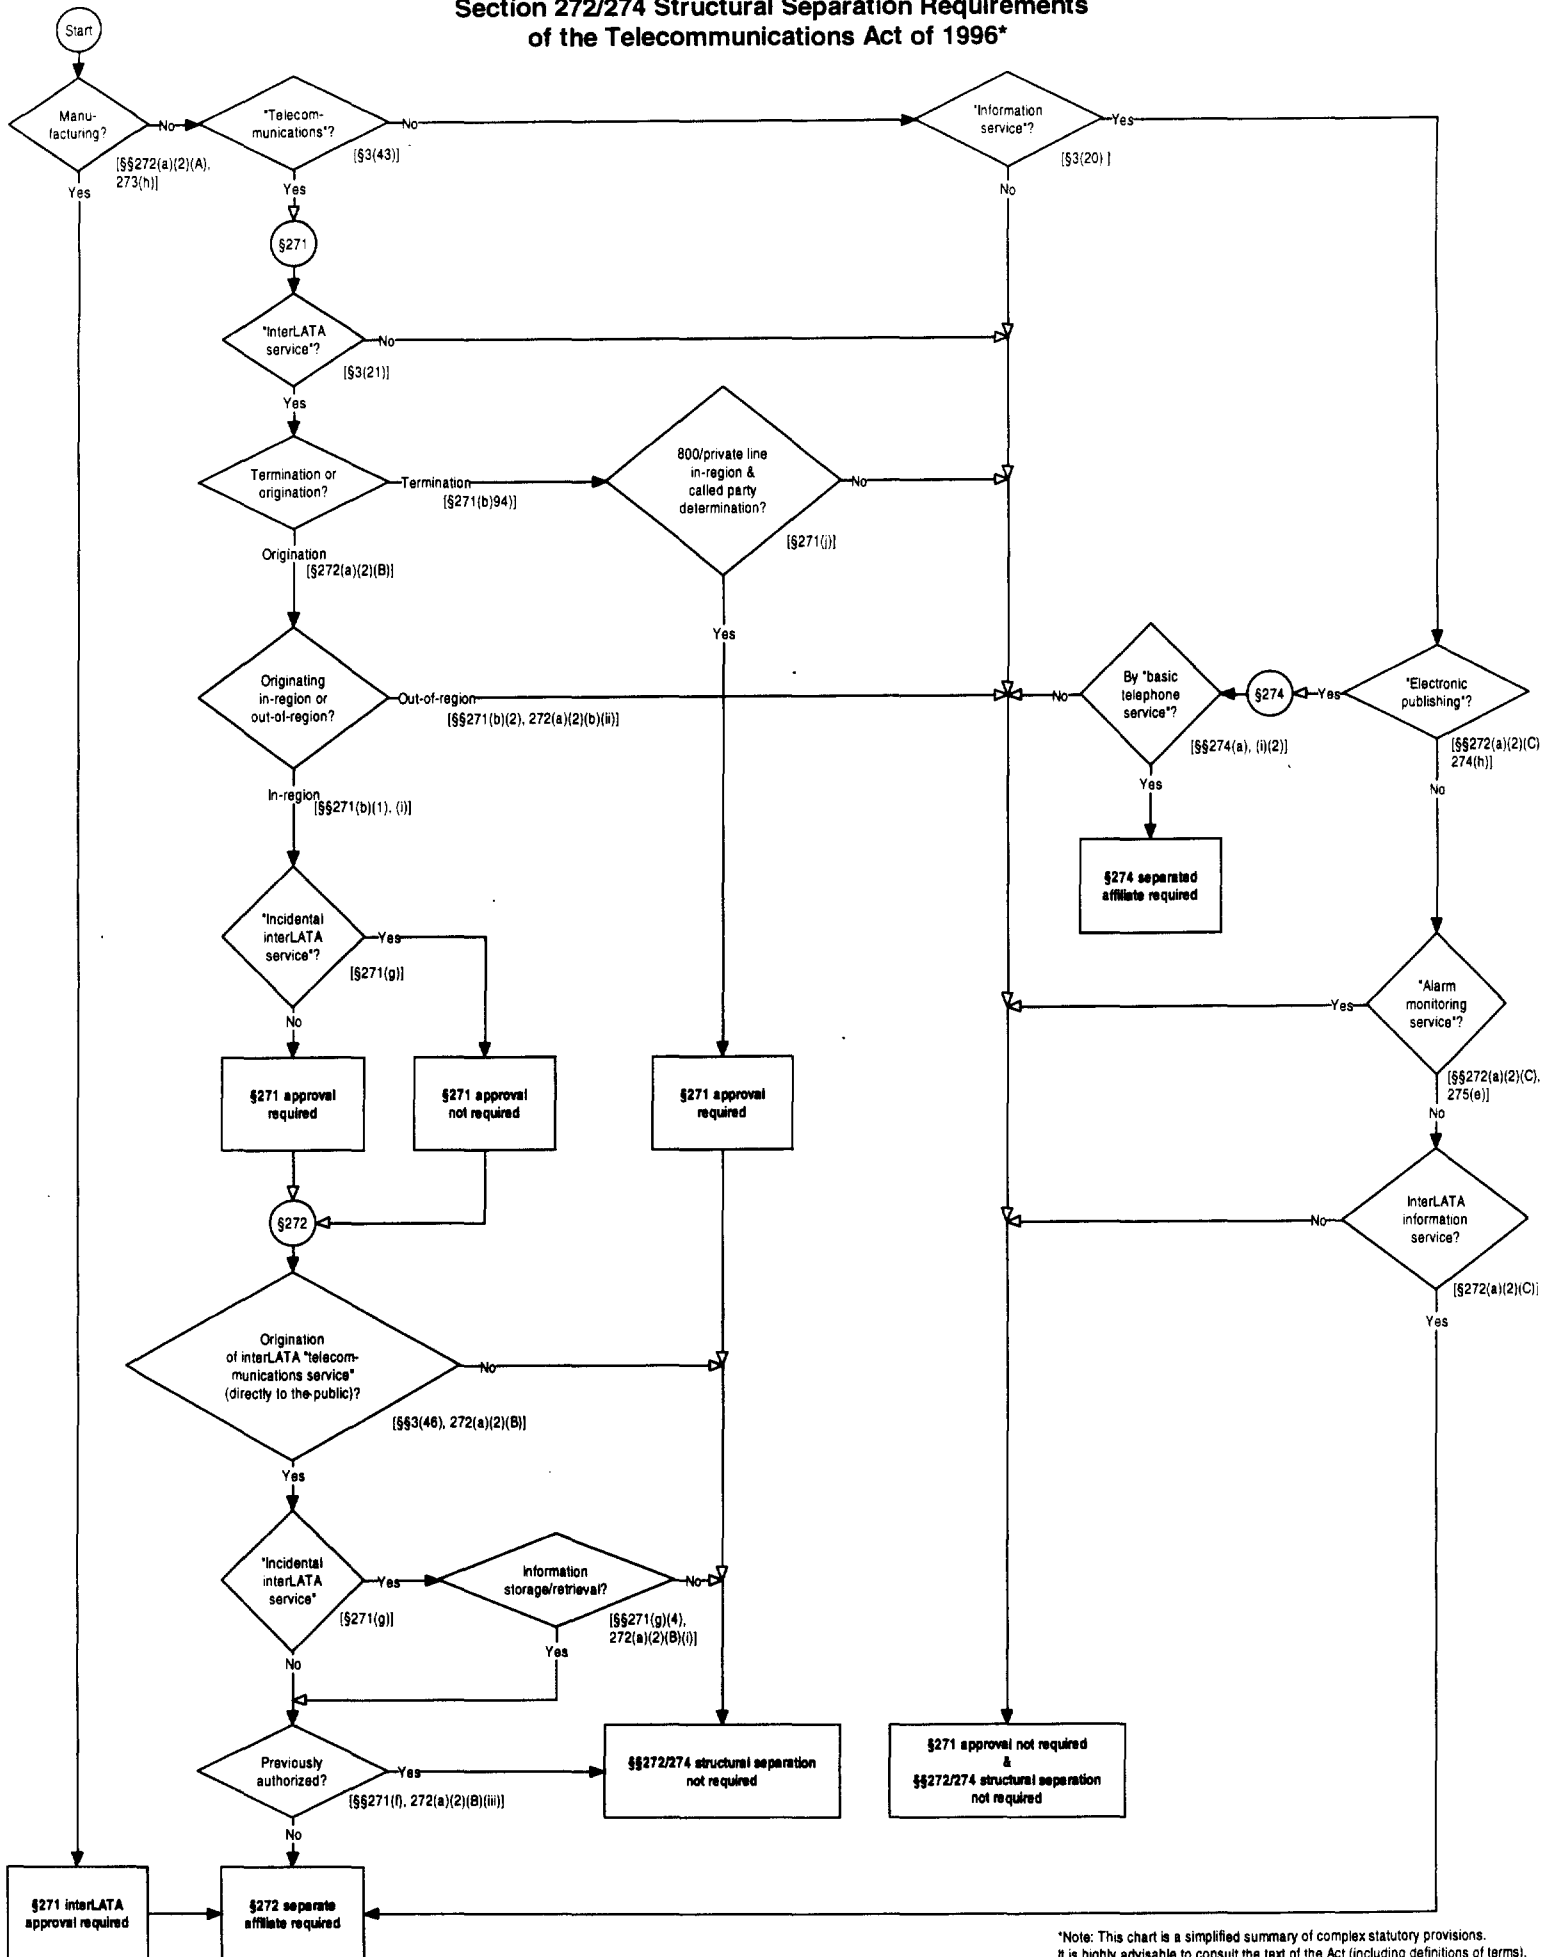 Section 272/274 Structural Separation Requirements
of the Telecommunications Act of 1996*
Start
Manu-
facturing?
No
[§§272(a)(2)(A),
273(h)]
Yes
"Telecom-
munications"?
No
[§3(43)]
Yes
"Information
service"?
Yes
[§3(20) ]
No
§271
"InterLATA
service"?
No
[§3(21)]
Yes
Termination or
origination?
Termination
[§271(b)94)]
Origination
[§272(a)(2)(B)]
800/private line
in-region &
called party
determination?
No
[§271(j)]
Yes
Originating
in-region or
out-of-region?
Out-of-region
[§§271(b)(2), 272(a)(2)(b)(ii)]
In-region
[§§271(b)(1), (i)]
By "basic
telephone
service"?
No
[§§274(a), (i)(2)]
Yes
§274
Yes
"Electronic
publishing"?
[§§272(a)(2)(C)
274(h)]
No
§274 separated
affiliate required
"Incidental
interLATA
service"?
Yes
[§271(g)]
No
"Alarm
monitoring
service"?
Yes
[§§272(a)(2)(C),
275(e)]
No
§271 approval
required
§271 approval
not required
§271 approval
required
§272
InterLATA
information
service?
No
[§272(a)(2)(C)]
Yes
Origination
of interLATA "telecom-
munications service"
(directly to the public)?
No
[§§3(46), 272(a)(2)(B)]
Yes
"Incidental
interLATA
service"
Yes
[§271(g)]
No
Information
storage/retrieval?
No
[§§271(g)(4),
272(a)(2)(B)(i)]
Yes
Previously
authorized?
Yes
[§§271(f), 272(a)(2)(B)(iii)]
No
§§272/274 structural separation
not required
§271 approval not required
&
§§272/274 structural separation
not required
§271 interLATA
approval required
§272 separate
affiliate required
*Note: This chart is a simplified summary of complex statutory provisions.
It is highly advisable to consult the text of the Act (including definitions of terms).